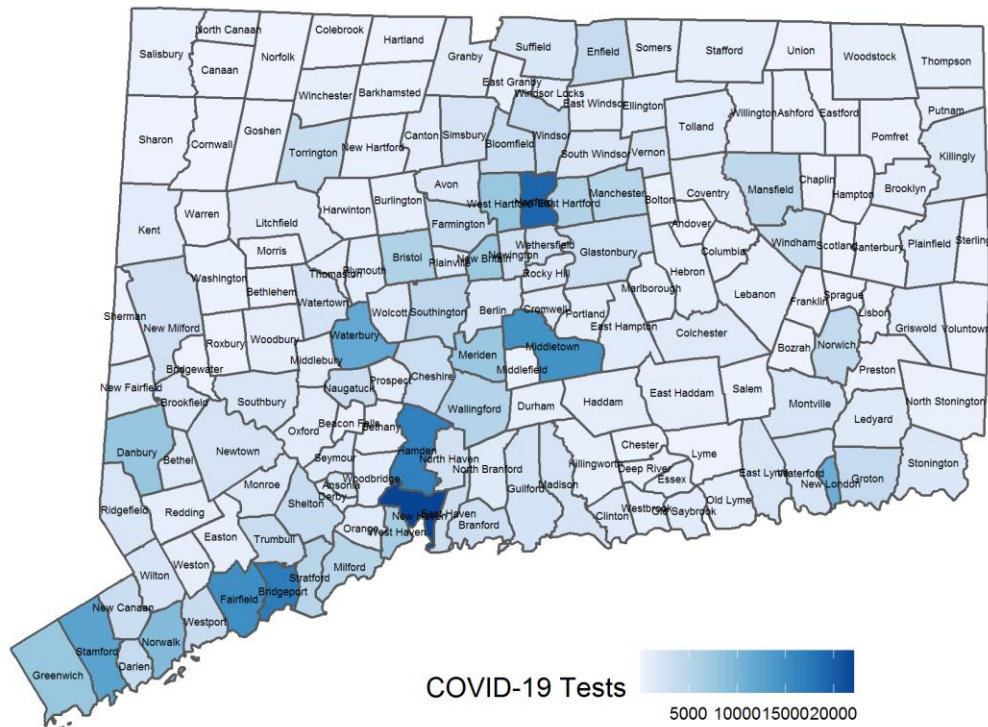 North Canaan
Colebrook
Hartland
Salisbury
Norfolk
Canaan
Granby
Suffield
Enfield
Somers
Stafford
Union
Woodstock
Thompson
East Granby
Windsor Locks
Winchester
Barkhamsted
East Windsor
Ellington
Putnam
Sharon
Cornwall
Goshen
Torrington
New Hartford
Canton
Simsbury
Bloomfield
Windsor
South Windsor
Vernon
Tolland
Willington
Ashford
Eastford
Pomfret
Killingly
Kent
Warren
Litchfield
Harwinton
Burlington
Avon
West Hartford
Hartford
East Hartford
Manchester
Bolton
Coventry
Mansfield
Chaplin
Hampton
Brooklyn
Farmington
Andover
Morris
Washington
Bethlehem
Thomaston
Plymouth
Bristol
Plainville
New Britain
Newington
Wethersfield
Glastonbury
Rocky Hill
Hebron
Columbia
Windham
Scotland
Canterbury
Plainfield
Sterling
Watertown
Wolcott
Southington
Berlin
Cromwell
Portland
Marlborough
East Hampton
Lebanon
Franklin
Sprague
Lisbon
Griswold
Voluntown
Sherman
New Milford
Bridgewater
Roxbury
Woodbury
Middlebury
Waterbury
Meriden
Middletown
Middlefield
Colchester
Bozrah
Norwich
Preston
New Fairfield
Brookfield
Southbury
Naugatuck
Prospect
Cheshire
Wallingford
Durham
Haddam
East Haddam
Salem
Montville
Ledyard
North Stonington
Danbury
Bethel
Newtown
Oxford
Beacon Falls
Bethany
Seymour
Hamden
North Haven
North Branford
Chester
Lyme
Killingworth
Deep River
Essex
East Lyme
Waterford
New London
Groton
Stonington
Ridgefield
Redding
Monroe
Ansonia
Derby
Woodbridge
Shelton
New Haven
East Haven
Guilford
Madison
Clinton
Westbrook
Old Saybrook
Old Lyme
Orange
West Haven
Branford
Easton
Trumbull
Wilton
Weston
Stratford
Milford
New Canaan
Westport
Fairfield
Bridgeport
Greenwich
Stamford
Darien
Norwalk
COVID-19 Tests
5000 10000 15000 20000